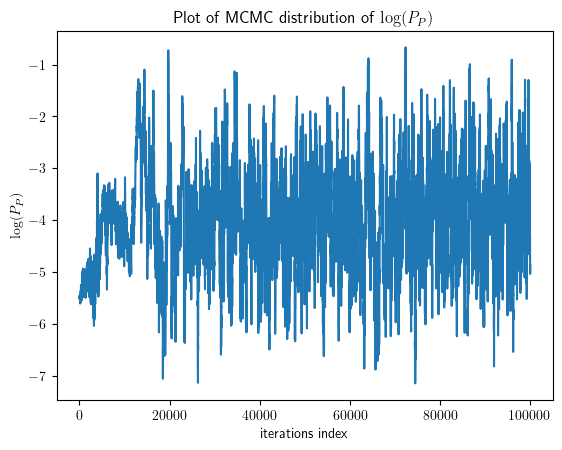 Plot of MCMC distribution of log(P_P)
log(P_P)
−1
−2
−3
−4
−5
−6
−7
0 20000 40000 60000 80000 100000
iterations index